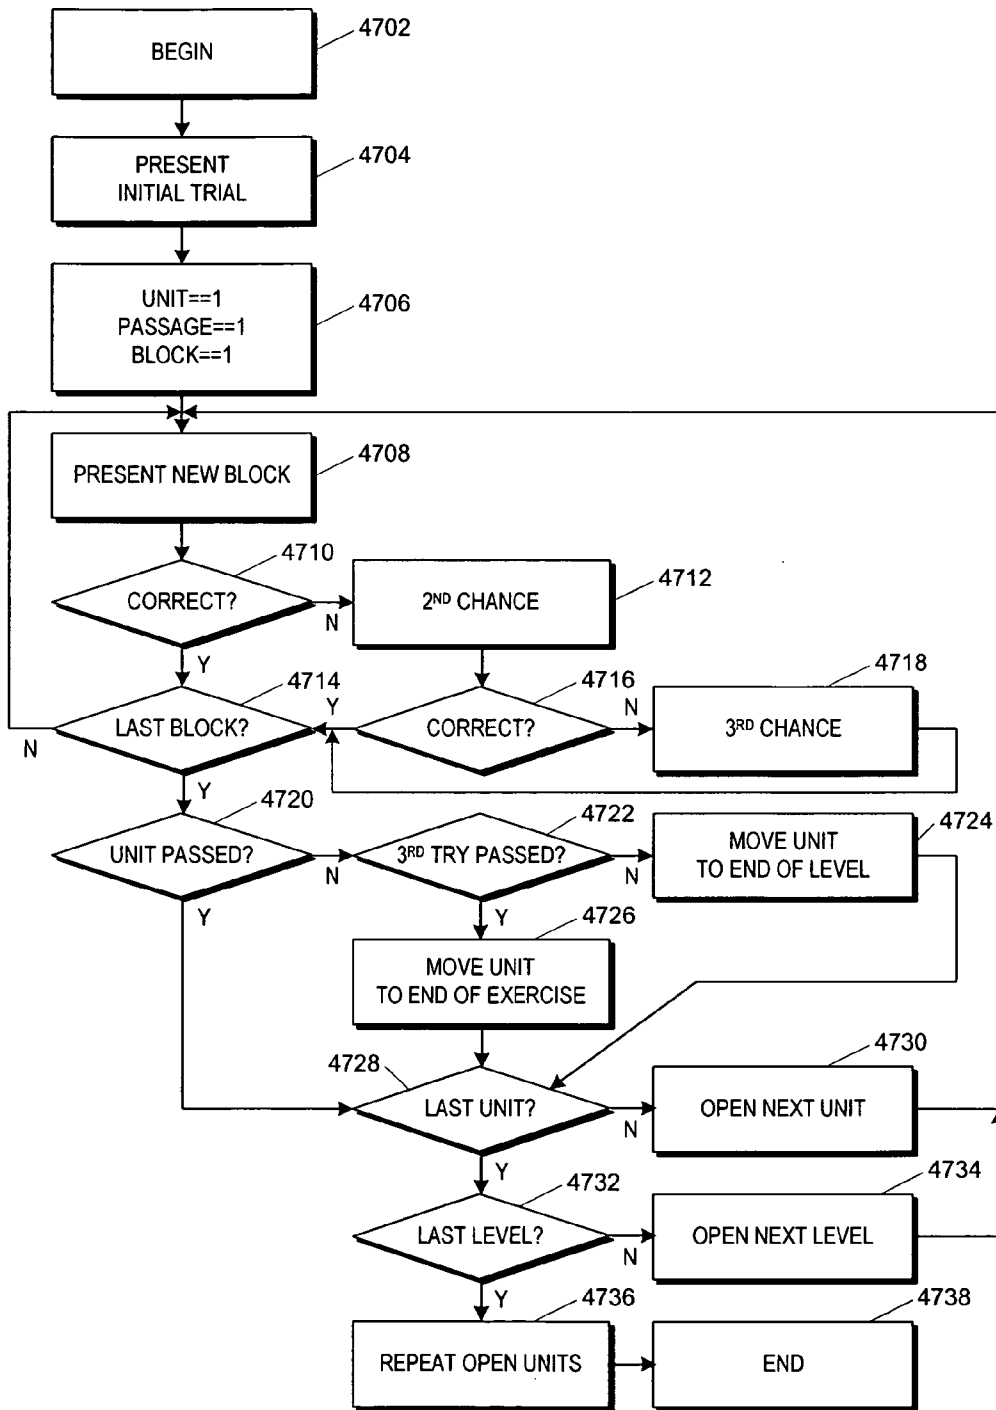 BEGIN
4702
PRESENT
INITIAL TRIAL
4704
UNIT==1
PASSAGE==1
BLOCK==1
4706
PRESENT NEW BLOCK
4708
CORRECT?
4710
N
Y
2ND CHANCE
4712
LAST BLOCK?
4714
N
Y
CORRECT?
4716
Y
N
3RD CHANCE
4718
UNIT PASSED?
4720
N
Y
3RD TRY PASSED?
4722
N
Y
MOVE UNIT
TO END OF LEVEL
4724
MOVE UNIT
TO END OF EXERCISE
4726
LAST UNIT?
4728
N
Y
OPEN NEXT UNIT
4730
LAST LEVEL?
4732
N
Y
OPEN NEXT LEVEL
4734
REPEAT OPEN UNITS
4736
END
4738